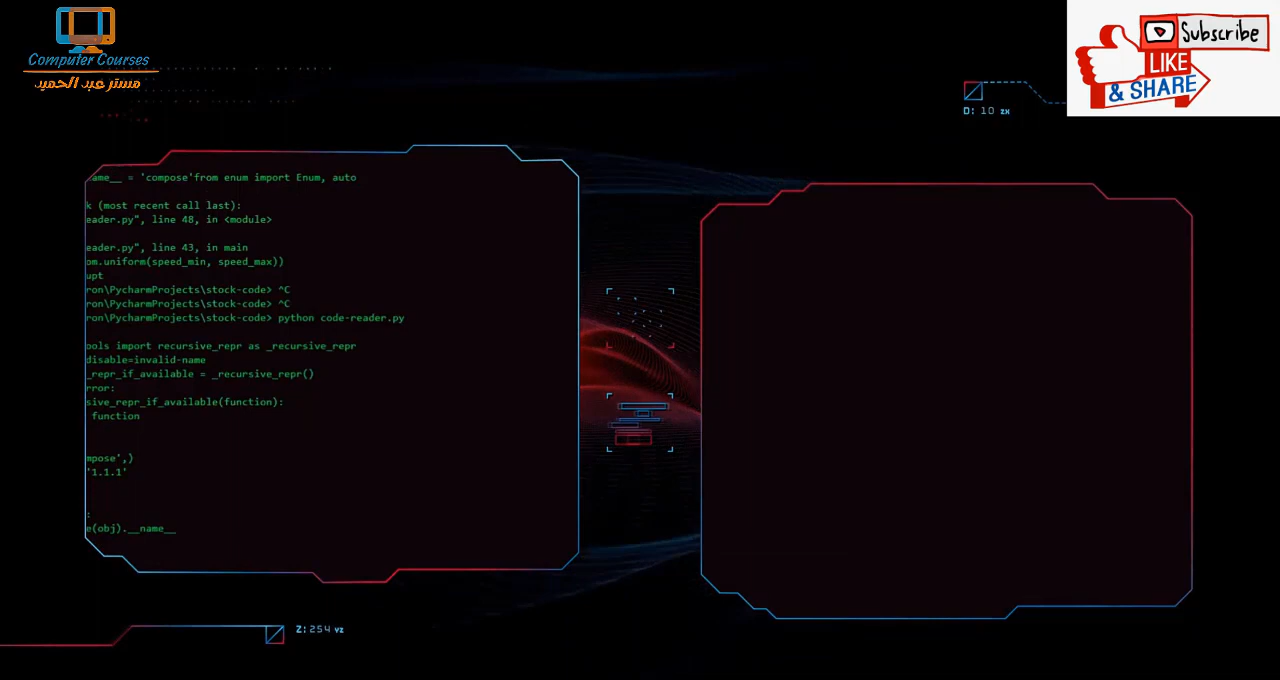 Computer Courses
مستر عبد الحميد
Subscribe
LIKE
& SHARE
D: 10 zx
ame__ = 'compose'from enum import Enum, auto
k (most recent call last):
eader.py", line 48, in <module>
eader.py", line 43, in main
om.uniform(speed_min, speed_max))
upt
ron\PycharmProjects\stock-code> ^C
ron\PycharmProjects\stock-code> ^C
ron\PycharmProjects\stock-code> python code-reader.py
ools import recursive_repr as _recursive_repr
disable=invalid-name
_repr_if_available = _recursive_repr()
rror:
sive_repr_if_available(function):
function
mpose',)
'1.1.1'
:
e(obj).__name__
Z: 254 yz